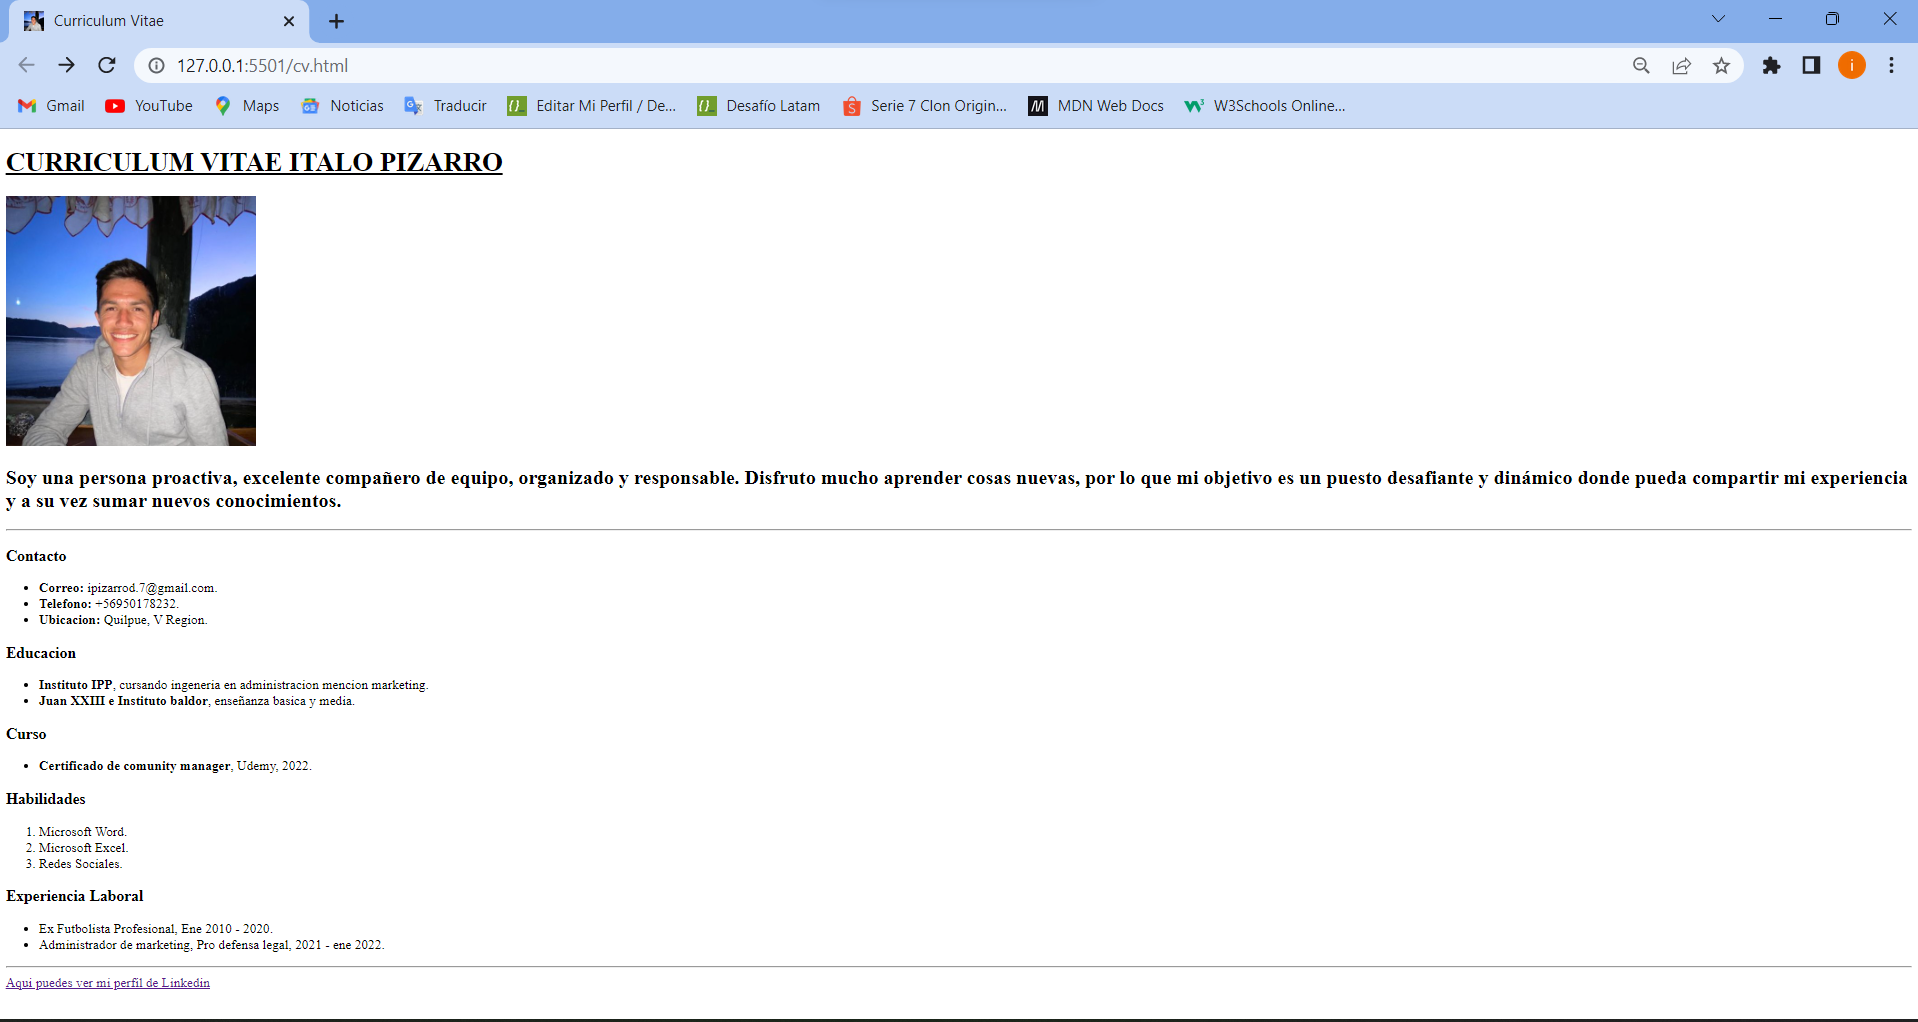 Curriculum Vitae
127.0.0.1:5501/cv.html
i
Gmail YouTube Maps Noticias Traducir Editar Mi Perfil / De... Desafío Latam Serie 7 Clon Origin... MDN Web Docs W3Schools Online...
CURRICULUM VITAE ITALO PIZARRO
Soy una persona proactiva, excelente compañero de equipo, organizado y responsable. Disfruto mucho aprender cosas nuevas, por lo que mi objetivo es un puesto desafiante y dinámico donde pueda compartir mi experiencia
y a su vez sumar nuevos conocimientos.
Contacto
• Correo: ipizarrod.7@gmail.com.
• Telefono: +56950178232.
• Ubicacion: Quilpue, V Region.
Educacion
• Instituto IPP, cursando ingeneria en administracion mencion marketing.
• Juan XXIII e Instituto baldor, enseñanza basica y media.
Curso
• Certificado de comunity manager, Udemy, 2022.
Habilidades
1. Microsoft Word.
2. Microsoft Excel.
3. Redes Sociales.
Experiencia Laboral
• Ex Futbolista Profesional, Ene 2010 - 2020.
• Administrador de marketing, Pro defensa legal, 2021 - ene 2022.
Aqui puedes ver mi perfil de Linkedin